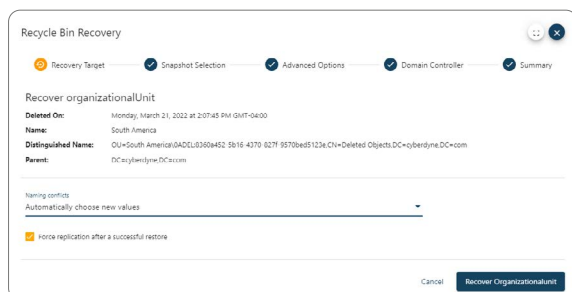 Recycle Bin Recovery
Recovery Target
Snapshot Selection
Advanced Options
Domain Controller
Summary
Recover organizationalUnit
Deleted On: Monday, March 21, 2022 at 2:07:45 PM GMT-04:00
Name: South America
Distinguished Name: OU=South America\0ADEL:0360a452-5b16-4370-827f-9570bed5123e,CN=Deleted Objects,DC=cyberdyne,DC=com
Parent: DC=cyberdyne,DC=com
Naming conflicts
Automatically choose new values
Force replication after a successful restore
Cancel
Recover Organizationalunit